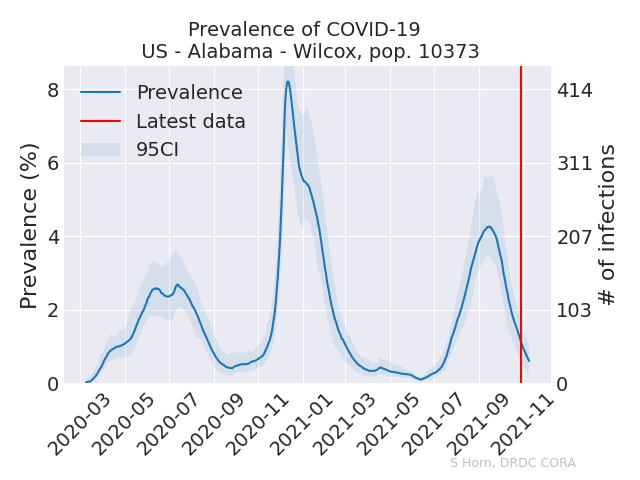 Prevalence of COVID-19
US - Alabama - Wilcox, pop. 10373
Prevalence
Latest data
95CI
Prevalence (%)
8
6
4
2
0
414
311
207
103
0
# of infections
2020-03
2020-05
2020-07
2020-09
2020-11
2021-01
2021-03
2021-05
2021-07
2021-09
2021-11
S Horn, DRDC CORA